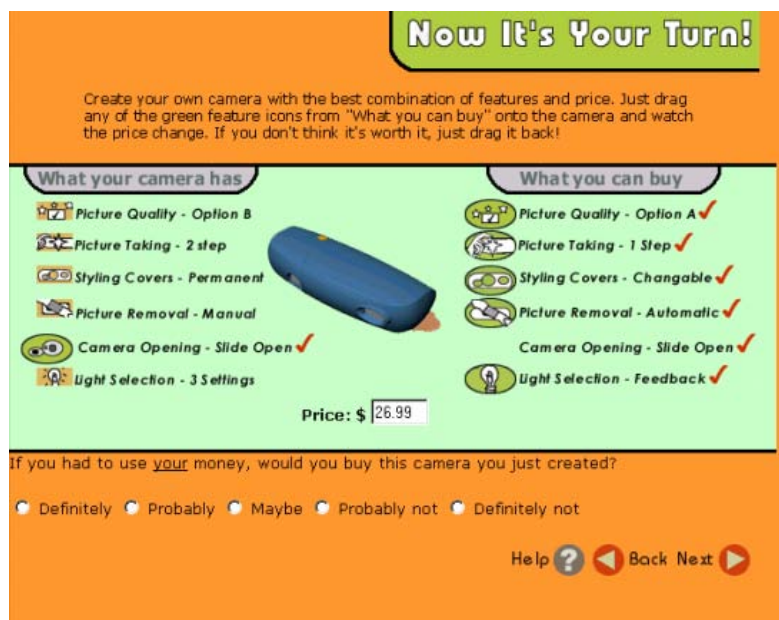 Now It's Your Turn!
Create your own camera with the best combination of features and price. Just drag
any of the green feature icons from "What you can buy" onto the camera and watch
the price change. If you don't think it's worth it, just drag it back!
What your camera has
Picture Quality - Option B
Picture Taking - 2 step
Styling Covers - Permanent
Picture Removal - Manual
Camera Opening - Slide Open
Light Selection - 3 Settings
What you can buy
Picture Quality - Option A
Picture Taking - 1 Step
Styling Covers - Changable
Picture Removal - Automatic
Camera Opening - Slide Open
Light Selection - Feedback
Price: $ 26.99
If you had to use your money, would you buy this camera you just created?
Definitely Probably Maybe Probably not Definitely not
Help ? Back Next